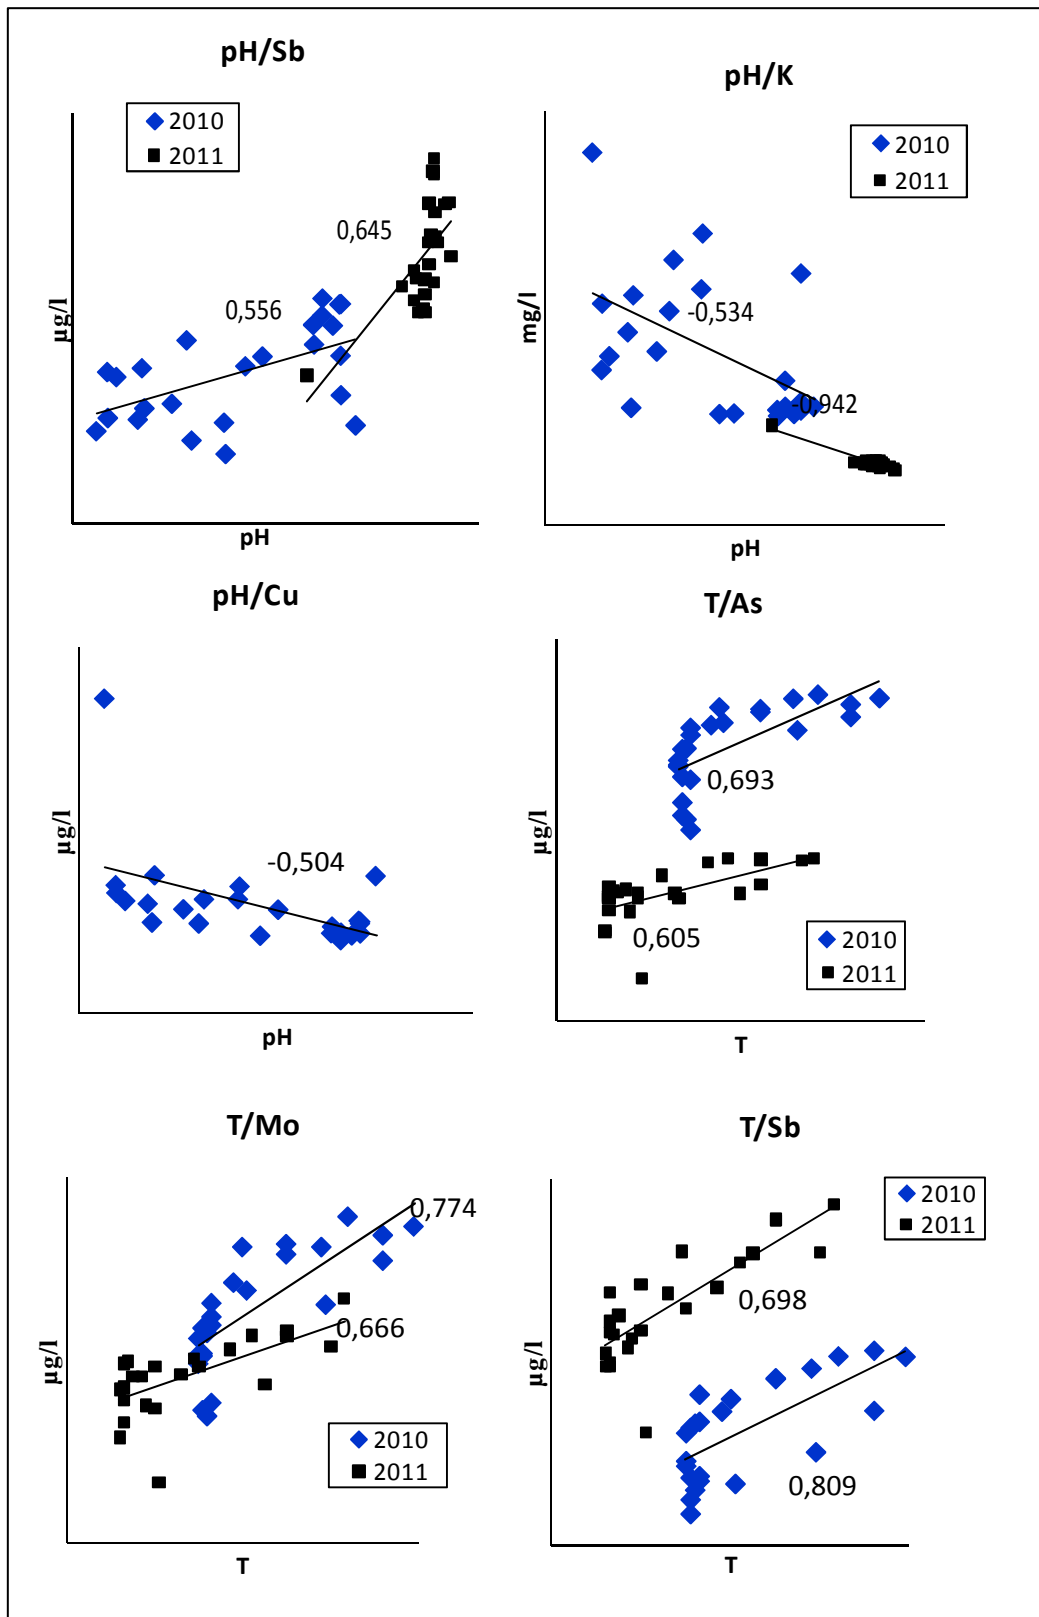 pH/Sb
2010
2011
0,645
0,556
µg/l
pH
pH/K
2010
2011
-0,534
-0,942
mg/l
pH
pH/Cu
-0,504
µg/l
pH
T/As
0,693
0,605
2010
2011
µg/l
T
T/Mo
0,774
0,666
2010
2011
µg/l
T
T/Sb
2010
2011
0,698
0,809
µg/l
T